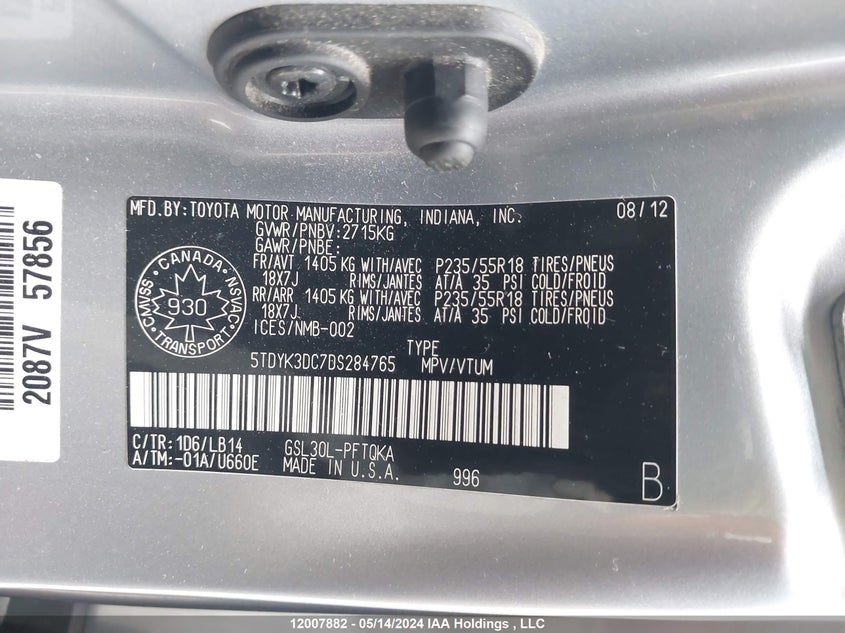 MFD.BY:TOYOTA MOTOR MANUFACTURING, INDIANA, INC. 08/12
GVWR/PNBV:2715KG
GAWR/PNBE:
FR/AVT 1405 KG WITH/AVEC P235/55R18 TIRES/PNEUS
18X7J RIMS/JANTES AT/A 35 PSI COLD/FROID
RR/ARR 1405 KG WITH/AVEC P235/55R18 TIRES/PNEUS
18X7J RIMS/JANTES AT/A 35 PSI COLD/FROID
ICES/NMB-002
CANADA
CMVSS 930 NSVAC
TRANSPORT
TYPE
5TDYK3DC7DS284765 MPV/VTUM
C/TR:1D6/LB14 GSL30L-PFTQKA
A/TM:-01A/U660E MADE IN U.S.A. 996
B
2087V 57856
12007882 - 05/14/2024 IAA Holdings , LLC